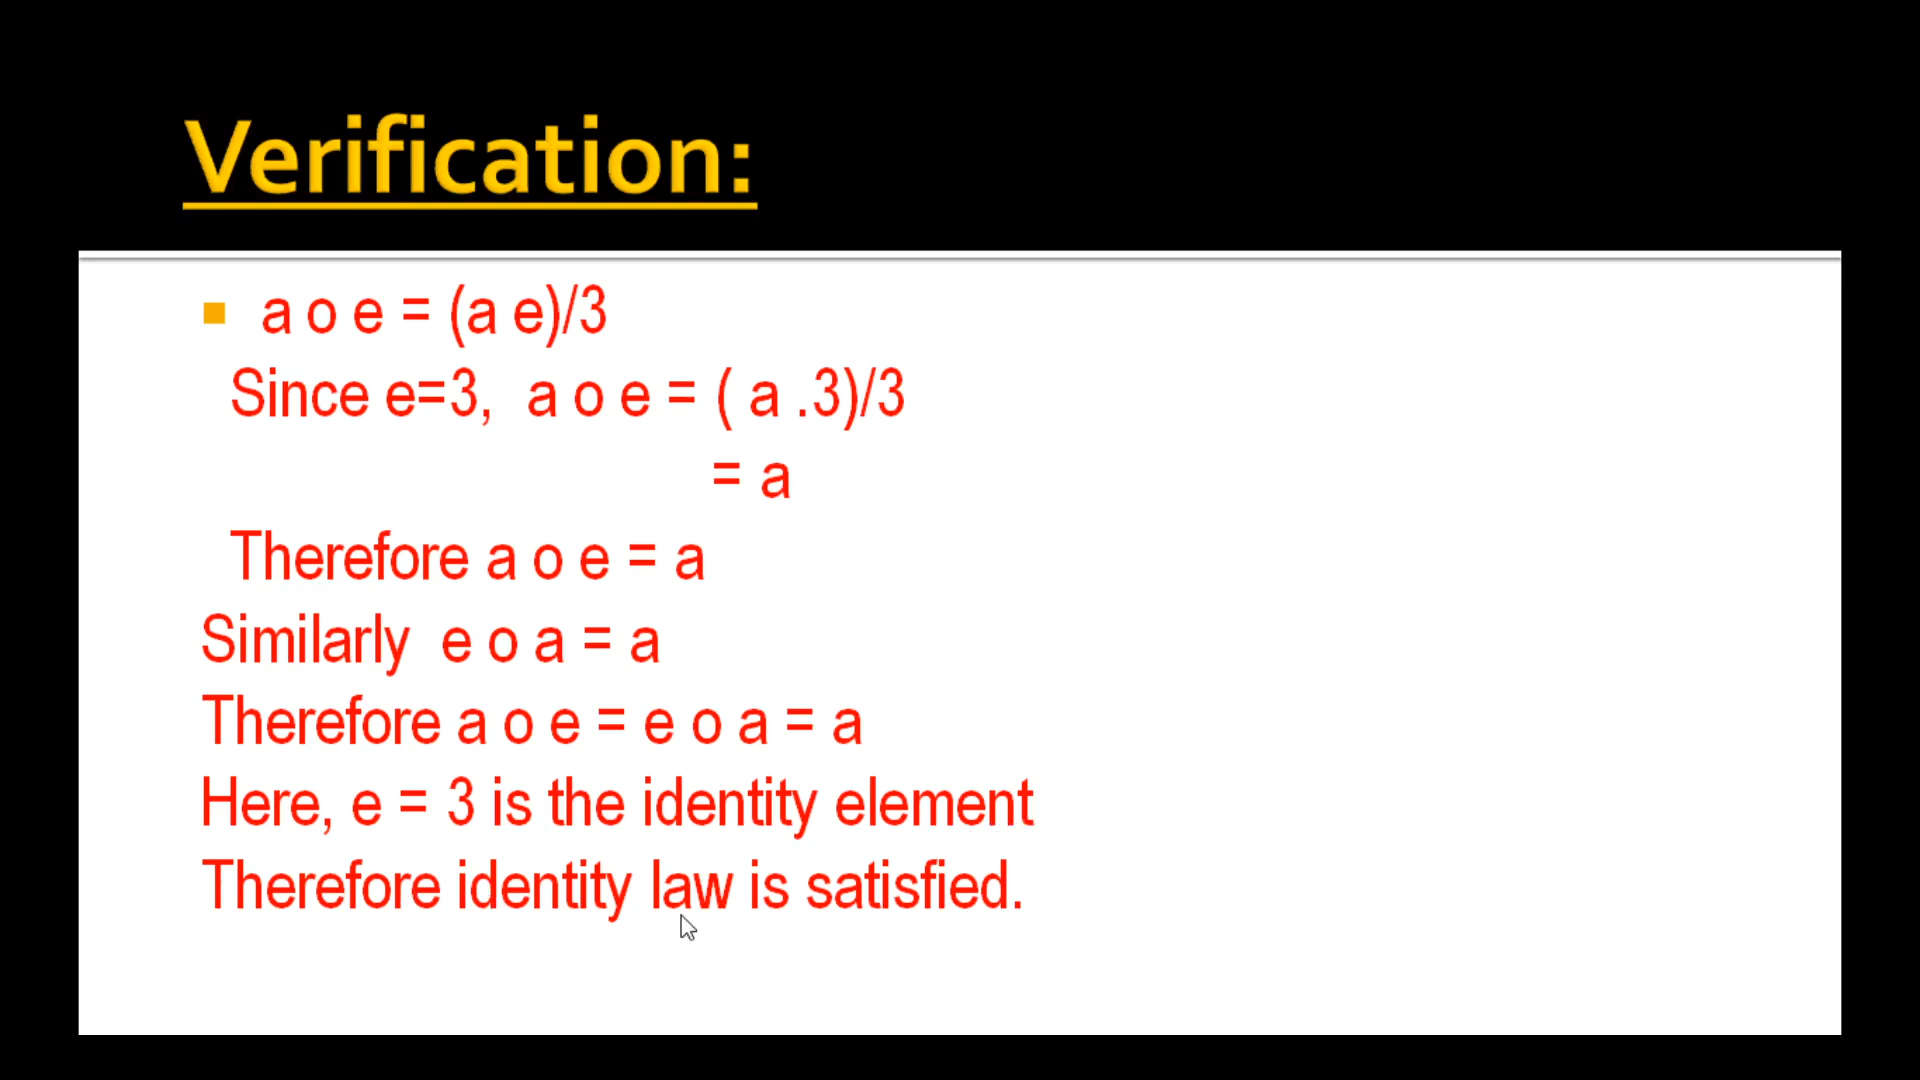 Verification:
a o e = (a e)/3
Since e=3, a o e = ( a .3)/3
= a
Therefore a o e = a
Similarly e o a = a
Therefore a o e = e o a = a
Here, e = 3 is the identity element
Therefore identity law is satisfied.